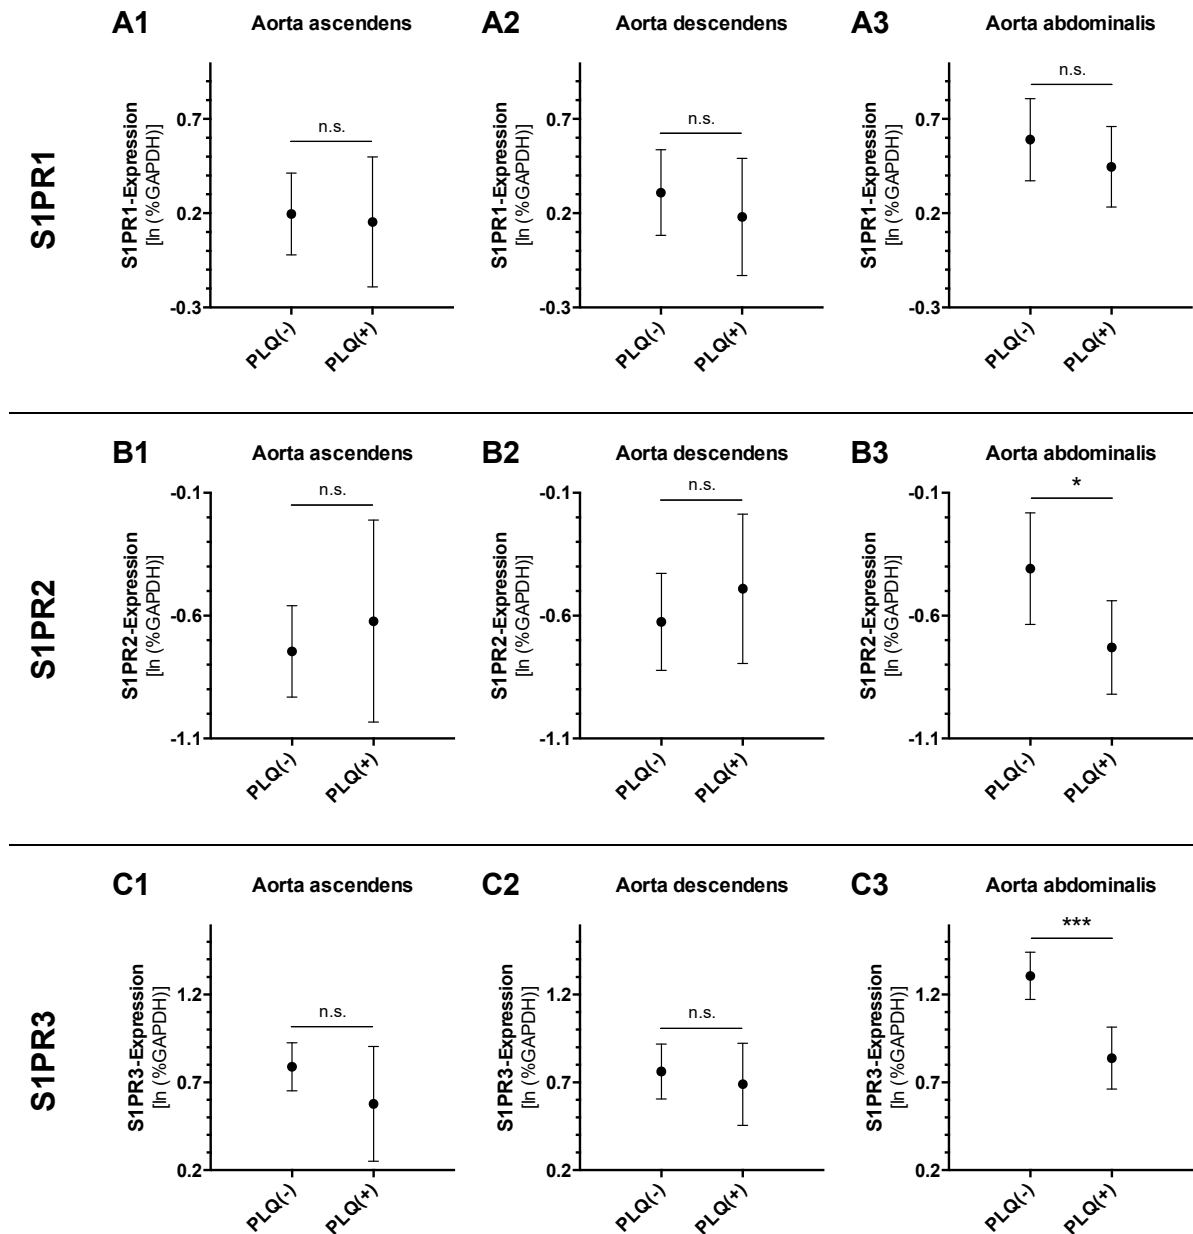 A1 Aorta ascendens
A2 Aorta descendens
A3 Aorta abdominalis
S1PR1
S1PR1-Expression
[ln (%GAPDH)]
0.7
0.2
-0.3
n.s.
PLQ(-)
PLQ(+)
S1PR1-Expression
[ln (%GAPDH)]
0.7
0.2
-0.3
n.s.
PLQ(-)
PLQ(+)
S1PR1-Expression
[ln (%GAPDH)]
0.7
0.2
-0.3
n.s.
PLQ(-)
PLQ(+)
B1 Aorta ascendens
B2 Aorta descendens
B3 Aorta abdominalis
S1PR2
S1PR2-Expression
[ln (%GAPDH)]
-0.1
-0.6
-1.1
n.s.
PLQ(-)
PLQ(+)
S1PR2-Expression
[ln (%GAPDH)]
-0.1
-0.6
-1.1
n.s.
PLQ(-)
PLQ(+)
S1PR2-Expression
[ln (%GAPDH)]
-0.1
-0.6
-1.1
*
PLQ(-)
PLQ(+)
C1 Aorta ascendens
C2 Aorta descendens
C3 Aorta abdominalis
S1PR3
S1PR3-Expression
[ln (%GAPDH)]
1.2
0.7
0.2
n.s.
PLQ(-)
PLQ(+)
S1PR3-Expression
[ln (%GAPDH)]
1.2
0.7
0.2
n.s.
PLQ(-)
PLQ(+)
S1PR3-Expression
[ln (%GAPDH)]
1.2
0.7
0.2
***
PLQ(-)
PLQ(+)